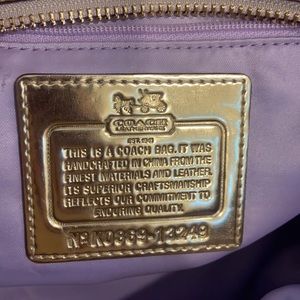 COACH
LEATHERWARE
EST. 1941
THIS IS A COACH BAG. IT WAS
HANDCRAFTED IN CHINA FROM THE
FINEST MATERIALS AND LEATHER.
ITS SUPERIOR CRAFTSMANSHIP
REFLECTS OUR COMMITMENT TO
ENDURING QUALITY.
-13249